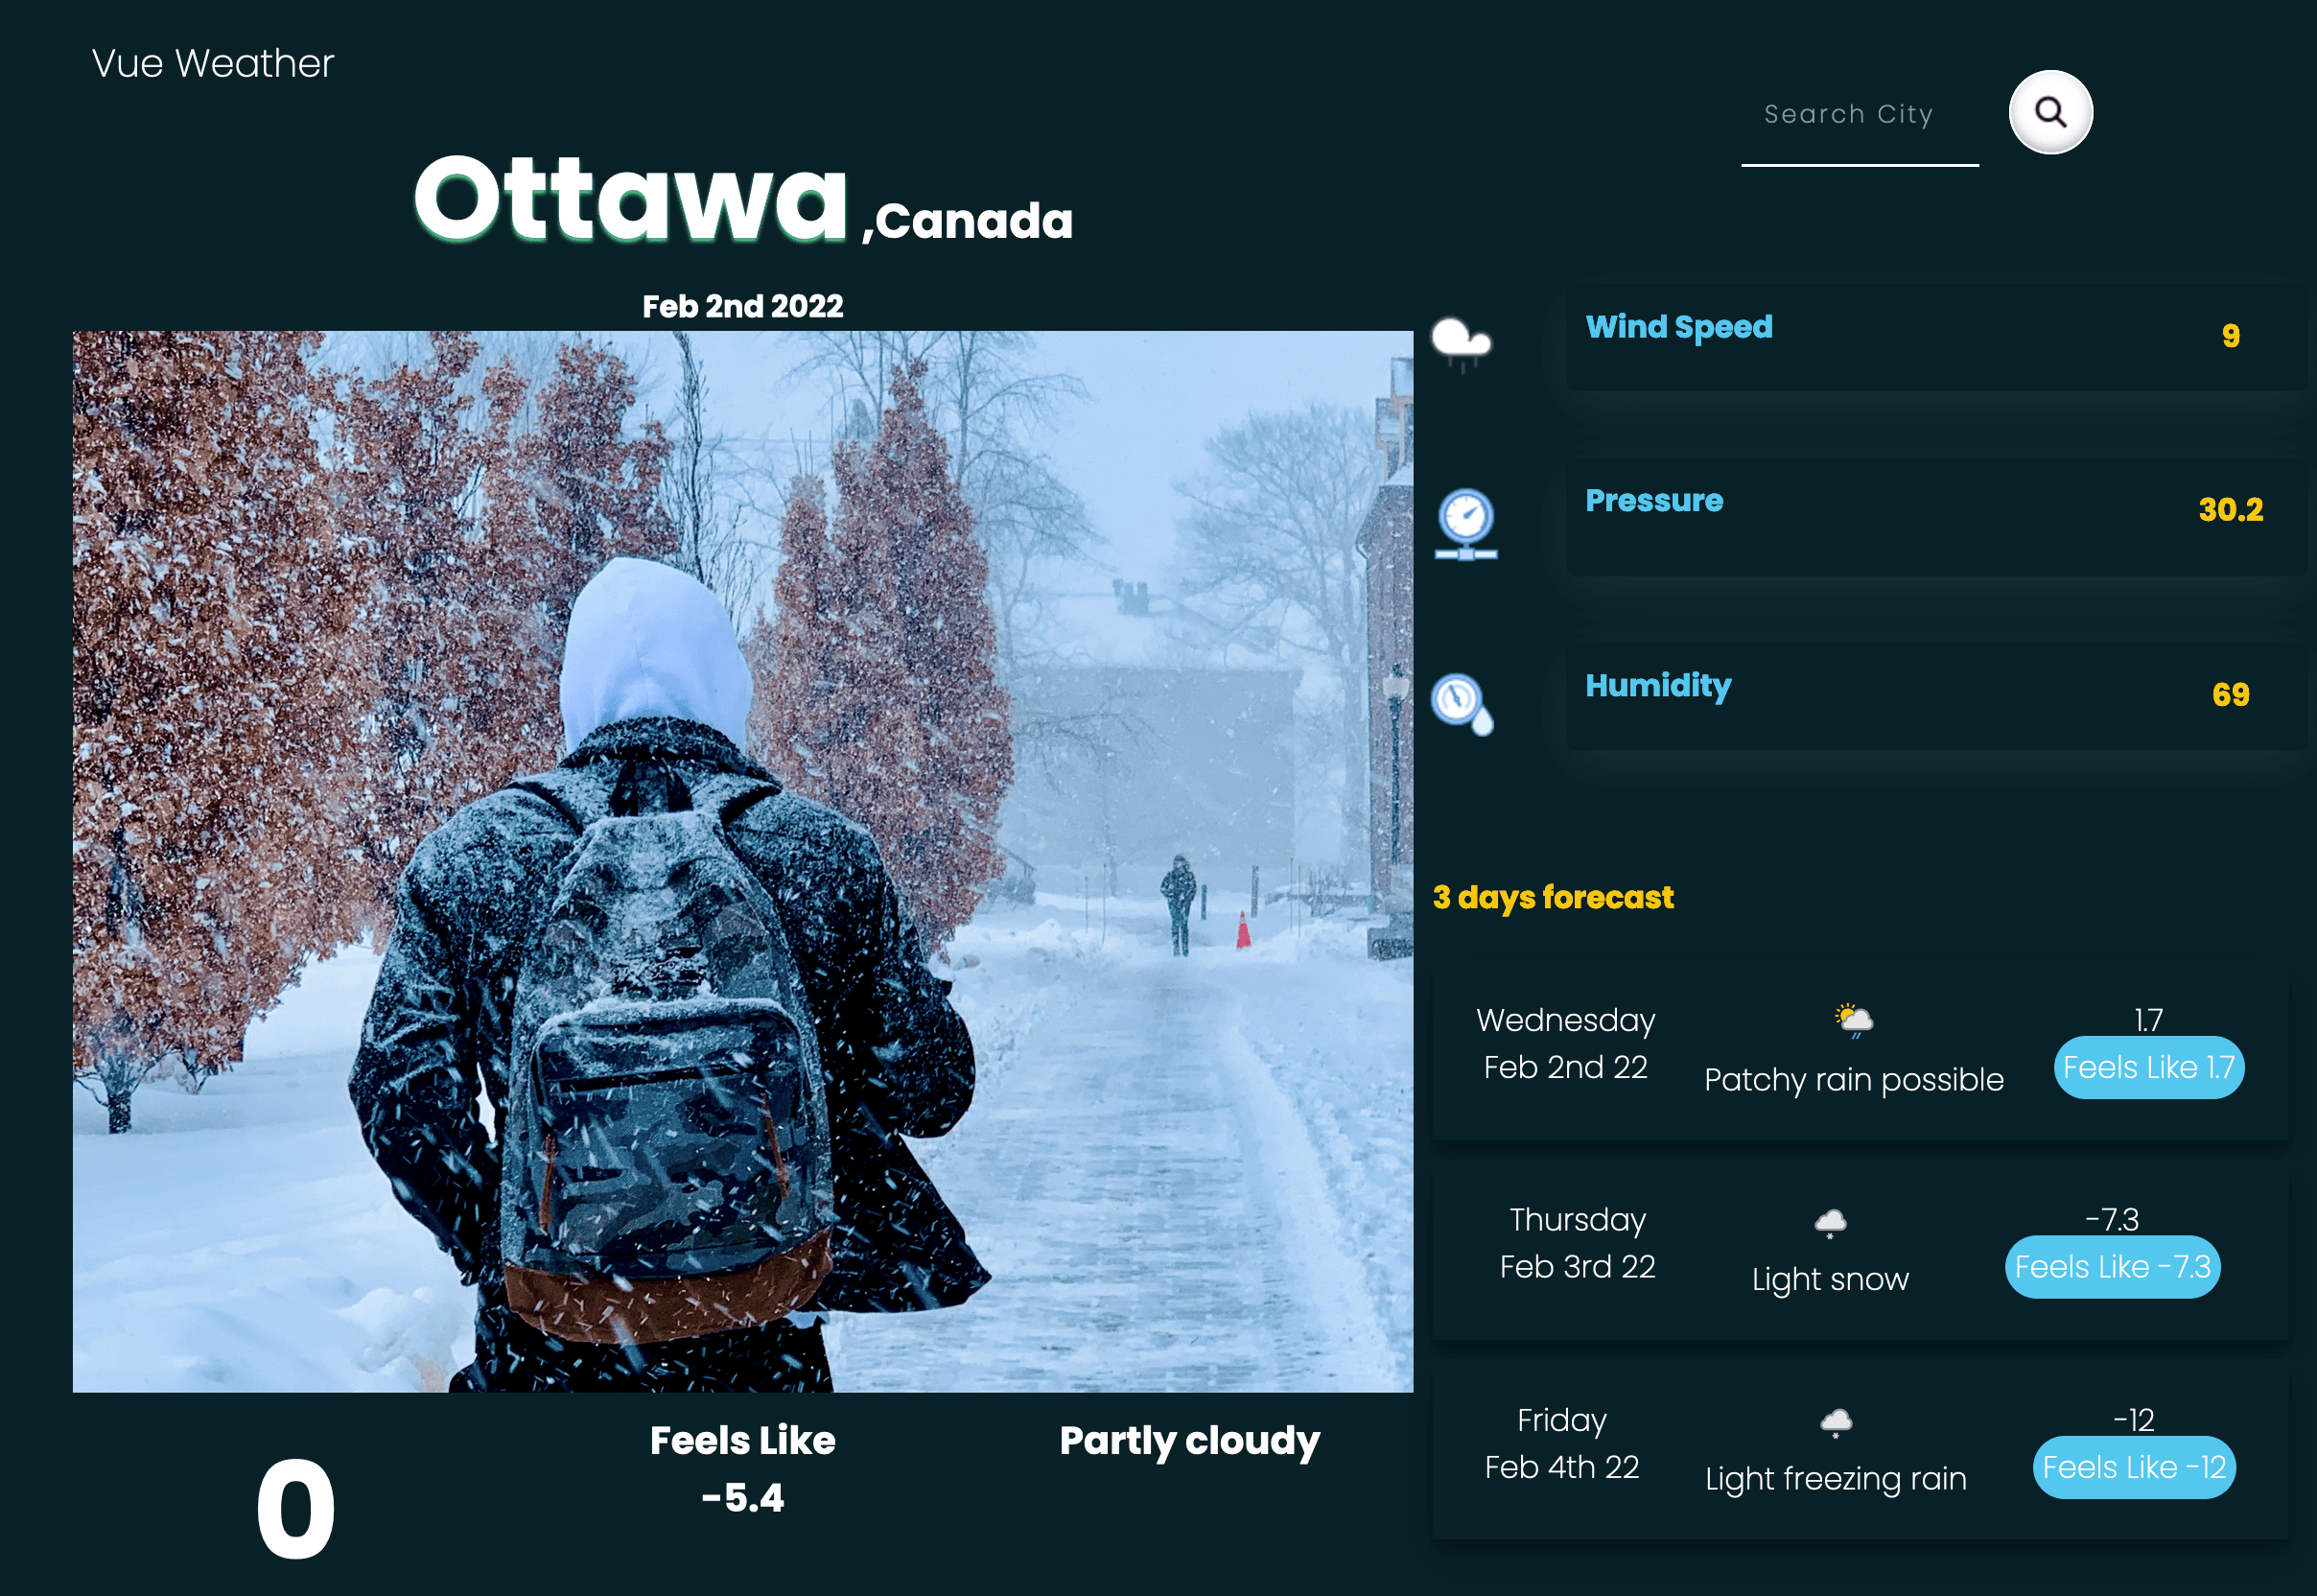 Vue Weather
Search City
Ottawa ,Canada
Feb 2nd 2022
Wind Speed
9
Pressure
30.2
Humidity
69
3 days forecast
Wednesday
Feb 2nd 22
Patchy rain possible
1.7
Feels Like 1.7
Thursday
Feb 3rd 22
Light snow
-7.3
Feels Like -7.3
Friday
Feb 4th 22
Light freezing rain
-12
Feels Like -12
0
Feels Like
-5.4
Partly cloudy